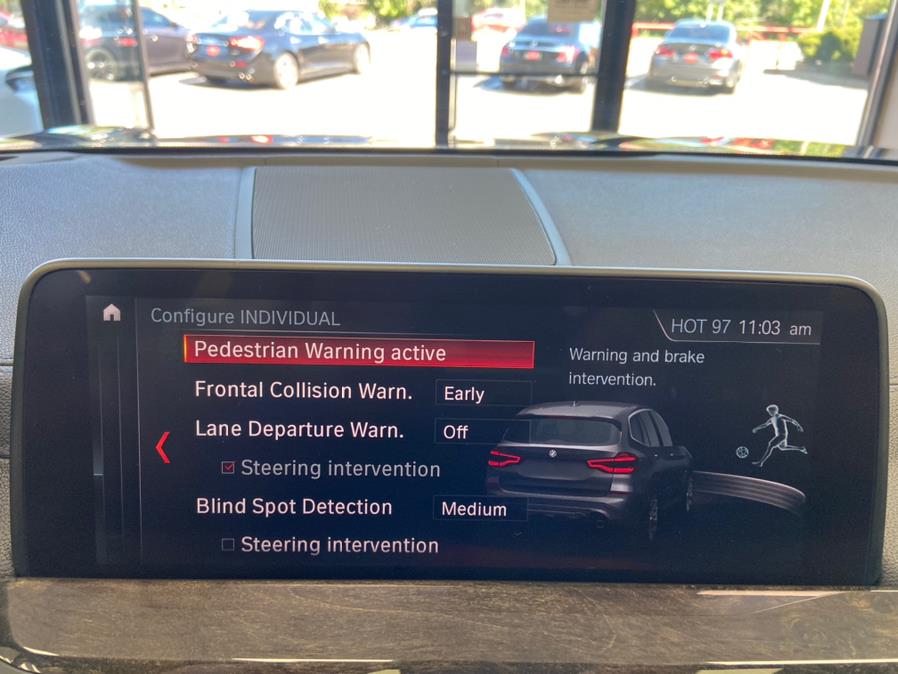 Configure INDIVIDUAL
HOT 97 11:03 am
Pedestrian Warning active
Warning and brake
intervention.
Frontal Collision Warn. Early
Lane Departure Warn. Off
Steering intervention
Blind Spot Detection Medium
Steering intervention